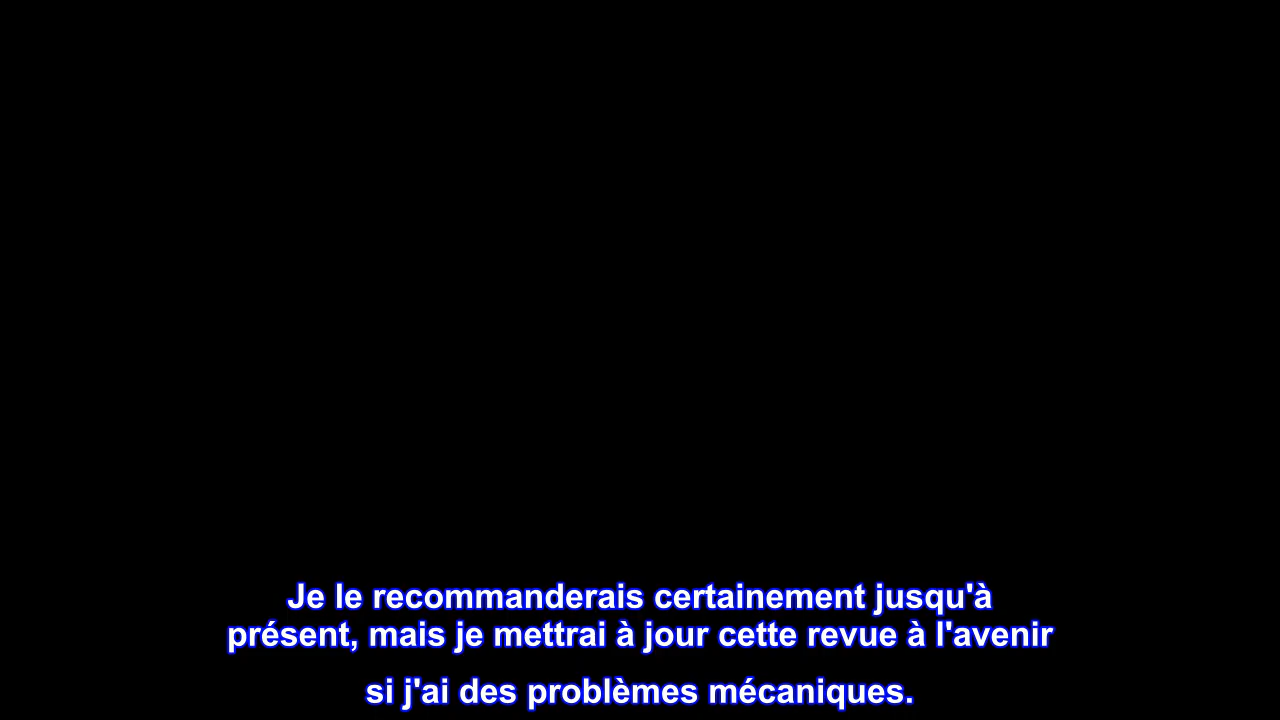 Je le recommanderais certainement jusqu'à
présent, mais je mettrai à jour cette revue à l'avenir
si j'ai des problèmes mécaniques.